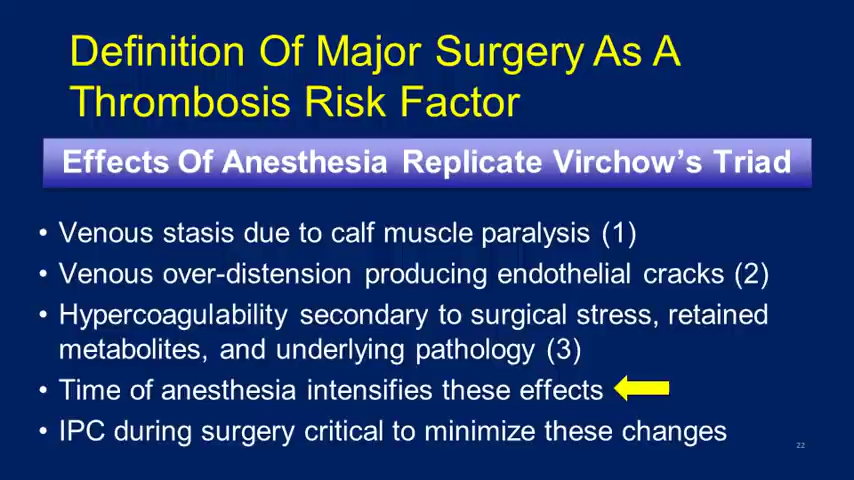 Definition Of Major Surgery As A
Thrombosis Risk Factor
Effects Of Anesthesia Replicate Virchow's Triad
• Venous stasis due to calf muscle paralysis (1)
• Venous over-distension producing endothelial cracks (2)
• Hypercoagulability secondary to surgical stress, retained
metabolites, and underlying pathology (3)
• Time of anesthesia intensifies these effects
• IPC during surgery critical to minimize these changes
22